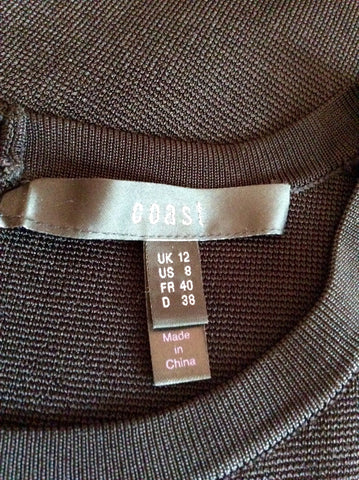 coast
UK 12
US 8
FR 40
D 38
Made
in
China